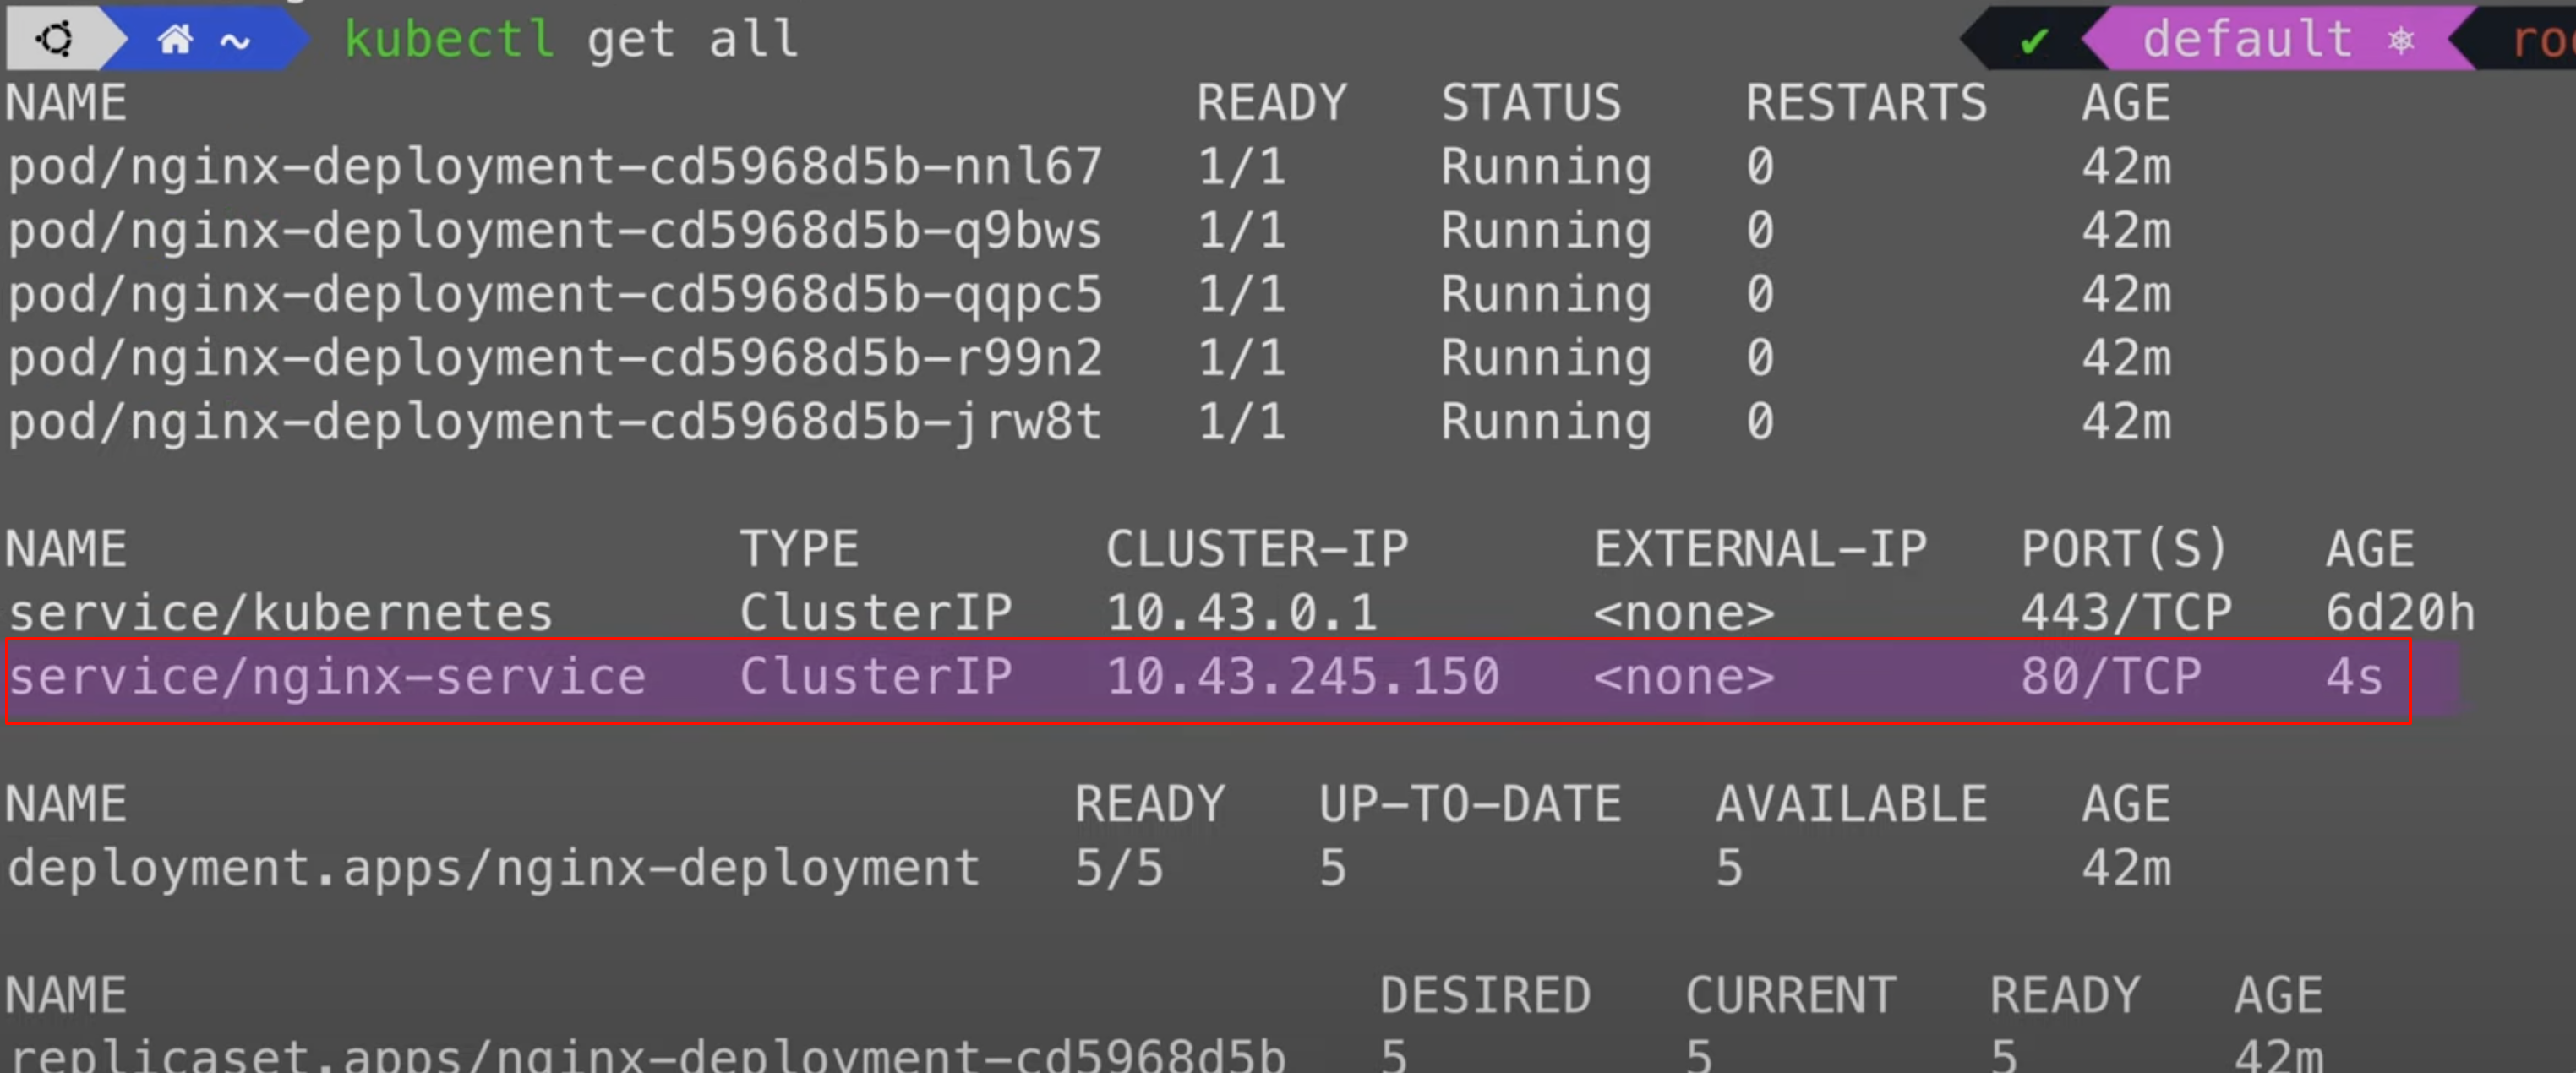 ~ kubectl get all ✔ default ⎈
NAME READY STATUS RESTARTS AGE
pod/nginx-deployment-cd5968d5b-nnl67 1/1 Running 0 42m
pod/nginx-deployment-cd5968d5b-q9bws 1/1 Running 0 42m
pod/nginx-deployment-cd5968d5b-qqpc5 1/1 Running 0 42m
pod/nginx-deployment-cd5968d5b-r99n2 1/1 Running 0 42m
pod/nginx-deployment-cd5968d5b-jrw8t 1/1 Running 0 42m
NAME TYPE CLUSTER-IP EXTERNAL-IP PORT(S) AGE
service/kubernetes ClusterIP 10.43.0.1 <none> 443/TCP 6d20h
service/nginx-service ClusterIP 10.43.245.150 <none> 80/TCP 4s
NAME READY UP-TO-DATE AVAILABLE AGE
deployment.apps/nginx-deployment 5/5 5 5 42m
NAME DESIRED CURRENT READY AGE
replicaset.apps/nginx-deployment-cd5968d5b 5 5 5 42m